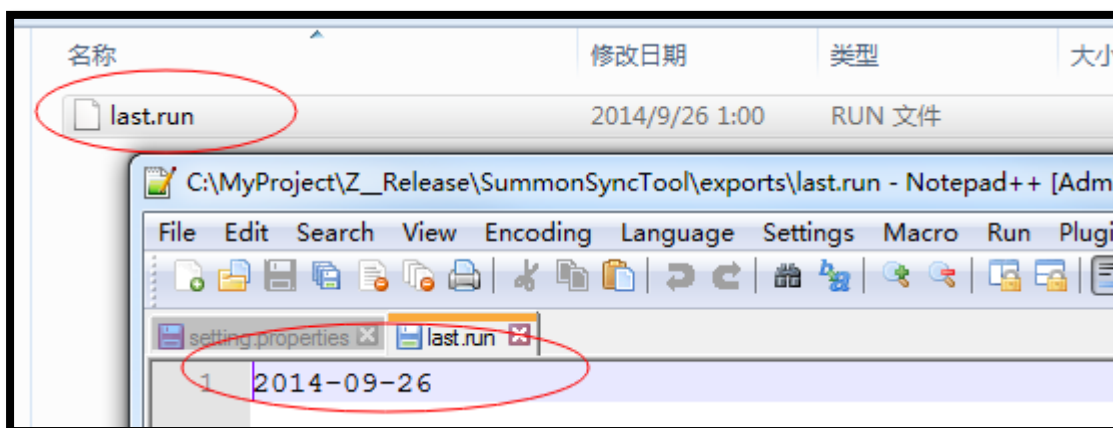 名称 修改日期 类型 大小
last.run 2014/9/26 1:00 RUN 文件
C:\MyProject\Z__Release\SummonSyncTool\exports\last.run - Notepad++ [Adm
File Edit Search View Encoding Language Settings Macro Run Plugi
setting.properties last.run
1 2014-09-26